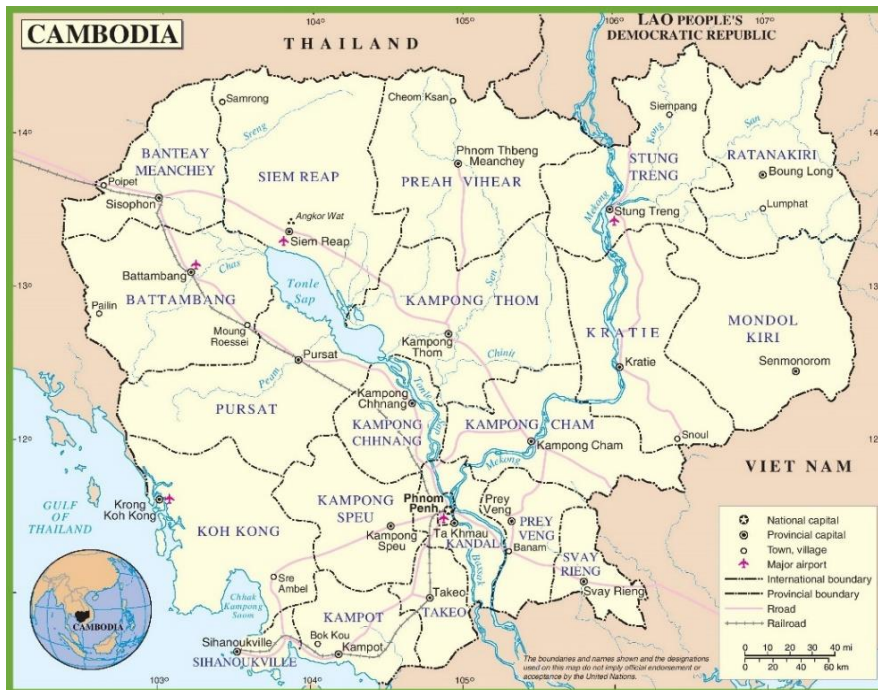 CAMBODIA
THAILAND
LAO PEOPLE'S
DEMOCRATIC REPUBLIC
VIET NAM
GULF
OF
THAILAND
104°
105°
106°
107°
14°
13°
12°
103°
104°
105°
Samrong
Sreng
BANTEAY
MEANCHEY
Poipet
Sisophon
SIEM REAP
Angkor Wat
Siem Reap
Cheom Ksan
Phnom Thbeng
Meanchey
PREAH VIHEAR
Siempang
Kong
San
STUNG
TRENG
Stung Treng
Mekong
RATANAKIRI
Boung Long
Lumphat
Battambang
Chas
BATTAMBANG
Pailin
Moung
Roessei
Tonle
Sap
Sen
KAMPONG THOM
Kampong
Thom
Chinit
KRATIE
Kratie
MONDOL
KIRI
Senmonorom
Snoul
Pursat
Peam
PURSAT
Kampong
Chhnang
Tonle
Sap
KAMPONG
CHHNANG
KAMPONG CHAM
Kampong Cham
Mekong
Krong
Koh Kong
KOH KONG
KAMPONG
SPEU
Kampong
Speu
Phnom
Penh
Ta Khmau
KANDAL
Prey
Veng
PREY
VENG
Banam
SVAY
RIENG
Svay Rieng
Bassac
Sre
Ambel
Chhak
Kampong
Saom
Takeo
TAKEO
KAMPOT
Bok Kou
Kampot
Sihanoukville
SIHANOUKVILLE
CAMBODIA
National capital
Provincial capital
Town, village
Major airport
International boundary
Provincial boundary
Rroad
Railroad
0 10 20 30 40 mi
0 20 40 60 km
The boundaries and names shown and the designations
used on this map do not imply official endorsement or
acceptance by the United Nations.